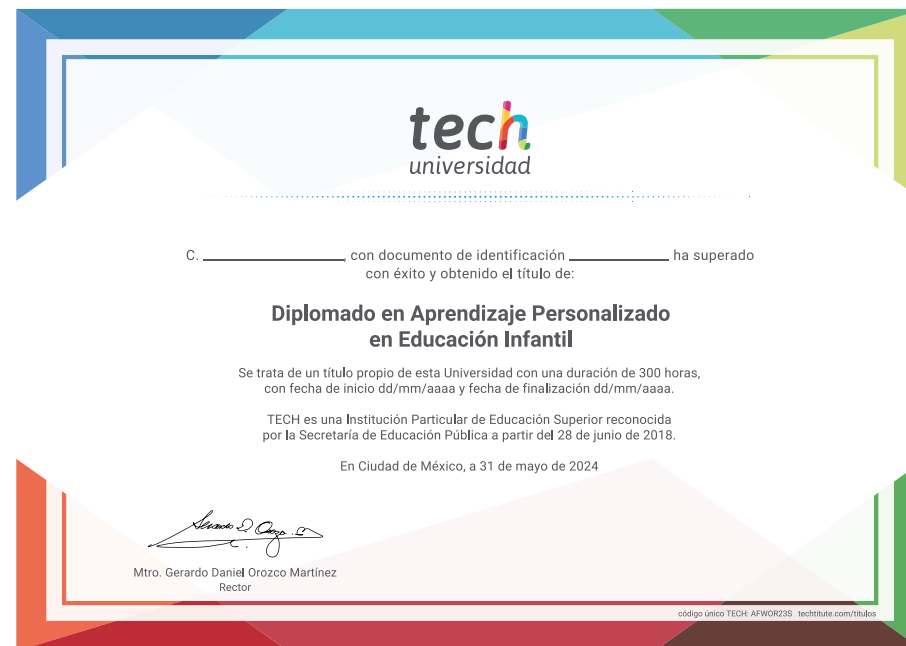 tech
universidad
C. ____________, con documento de identificación ____________ ha superado
con éxito y obtenido el título de:
Diplomado en Aprendizaje Personalizado
en Educación Infantil
Se trata de un título propio de esta Universidad con una duración de 300 horas,
con fecha de inicio dd/mm/aaaa y fecha de finalización dd/mm/aaaa.
TECH es una Institución Particular de Educación Superior reconocida
por la Secretaría de Educación Pública a partir del 28 de junio de 2018.
En Ciudad de México, a 31 de mayo de 2024
Mtro. Gerardo Daniel Orozco Martínez
Rector
código único TECH: AFWOR23S techtitute.com/titulos